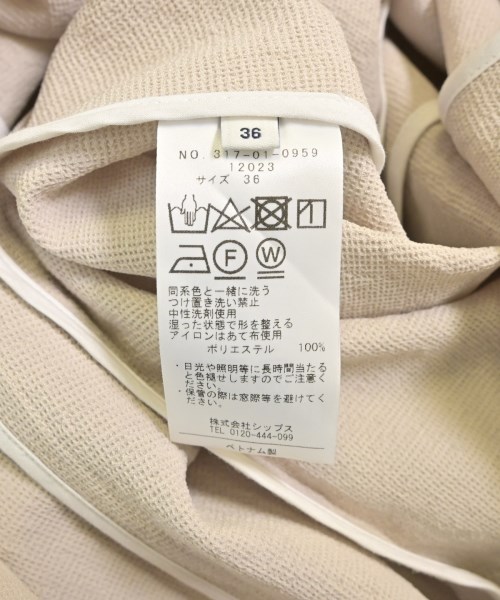 36
NO. 317-01-0959
12023
サイズ 36
F W
同系色と一緒に洗う
つけ置き洗い禁止
中性洗剤使用
湿った状態で形を整える
アイロンはあて布使用
ポリエステル 100%
・日光や照明等に長時間当たる
と色褪せしますのでご注意く
ださい。
・保管の際は窓際等を避けてく
ださい。
株式会社シップス
TEL 0120-444-099
ベトナム製